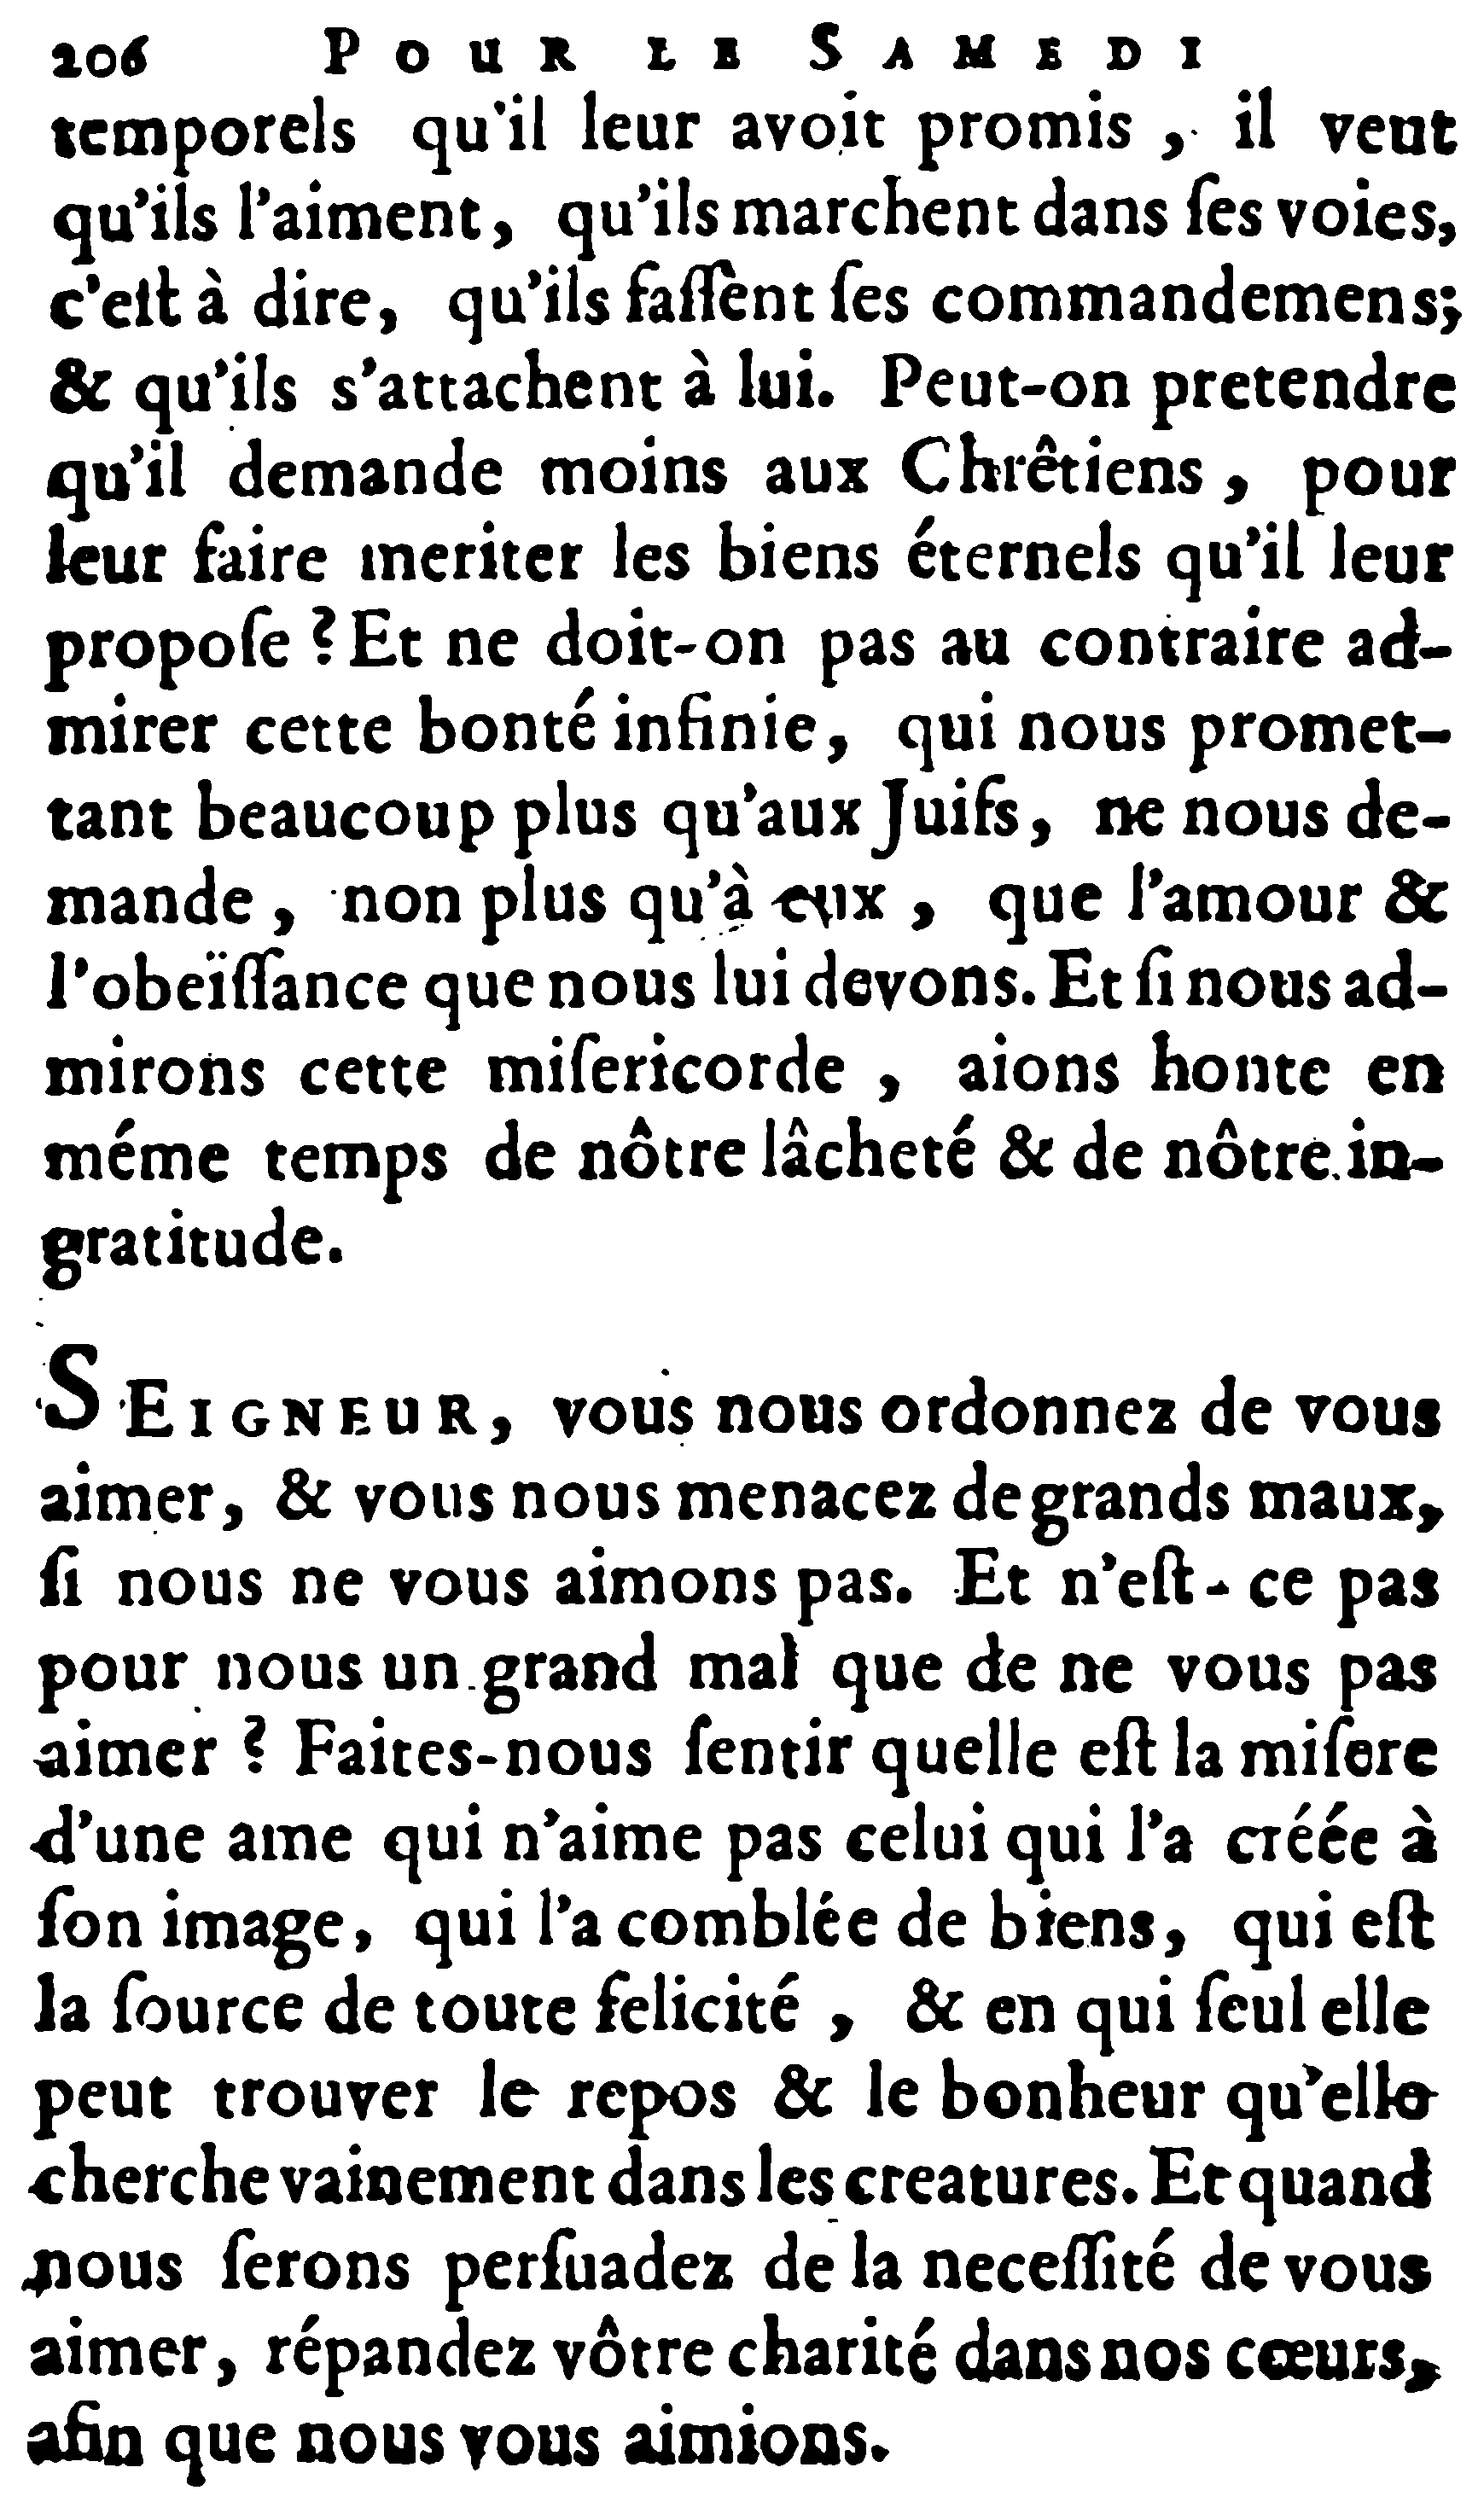 206 POUR LE SAMEDI
temporels qu'il leur avoit promis, il veut
qu'ils l'aiment, qu'ils marchent dans ſes voies,
c'eſt à dire, qu'ils faſſent ſes commandemens;
& qu'ils s'attachent à lui. Peut-on pretendre
qu'il demande moins aux Chrêtiens, pour
leur faire meriter les biens éternels qu'il leur
propoſe ? Et ne doit-on pas au contraire ad-
mirer cette bonté infinie, qui nous promet-
tant beaucoup plus qu'aux Juifs, ne nous de-
mande, non plus qu'à eux, que l'amour &
l'obeïſſance que nous lui devons. Et ſi nous ad-
mirons cette miſericorde, aions honte en
méme temps de nôtre lâcheté & de nôtre in-
gratitude.
SEIGNEUR, vous nous ordonnez de vous
aimer, & vous nous menacez de grands maux,
ſi nous ne vous aimons pas. Et n'eſt-ce pas
pour nous un grand mal que de ne vous pas
aimer ? Faites-nous ſentir quelle eſt la miſere
d'une ame qui n'aime pas celui qui l'a créée à
ſon image, qui l'a comblée de biens, qui eſt
la ſource de toute felicité, & en qui ſeul elle
peut trouver le repos & le bonheur qu'elle
cherche vainement dans les creatures. Et quand
nous ſerons perſuadez de la neceſſité de vous
aimer, répandez vôtre charité dans nos cœurs,
afin que nous vous aimions.